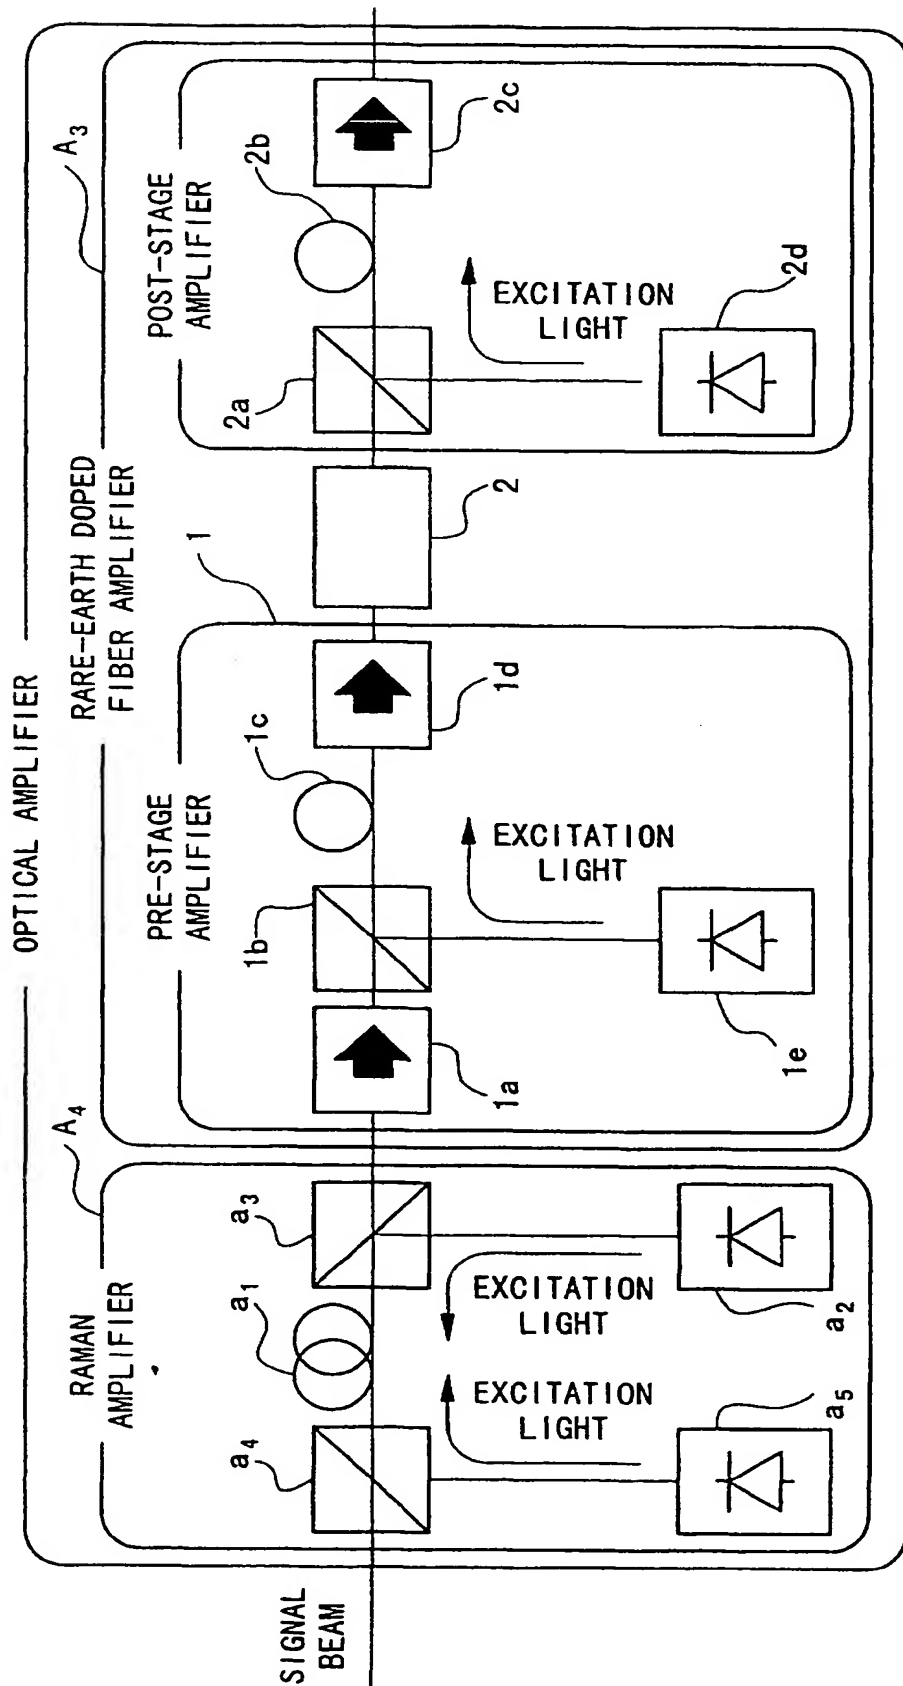 OPTICAL AMPLIFIER
A4
A3
RAMAN
AMPLIFIER
RARE-EARTH DOPED
FIBER AMPLIFIER
PRE-STAGE
AMPLIFIER
1
POST-STAGE
AMPLIFIER
SIGNAL
BEAM
a4
a1
a3
1b
1c
2a
2b
1a
1d
2
2c
EXCITATION
LIGHT
EXCITATION
LIGHT
EXCITATION
LIGHT
EXCITATION
LIGHT
a5
a2
1e
2d